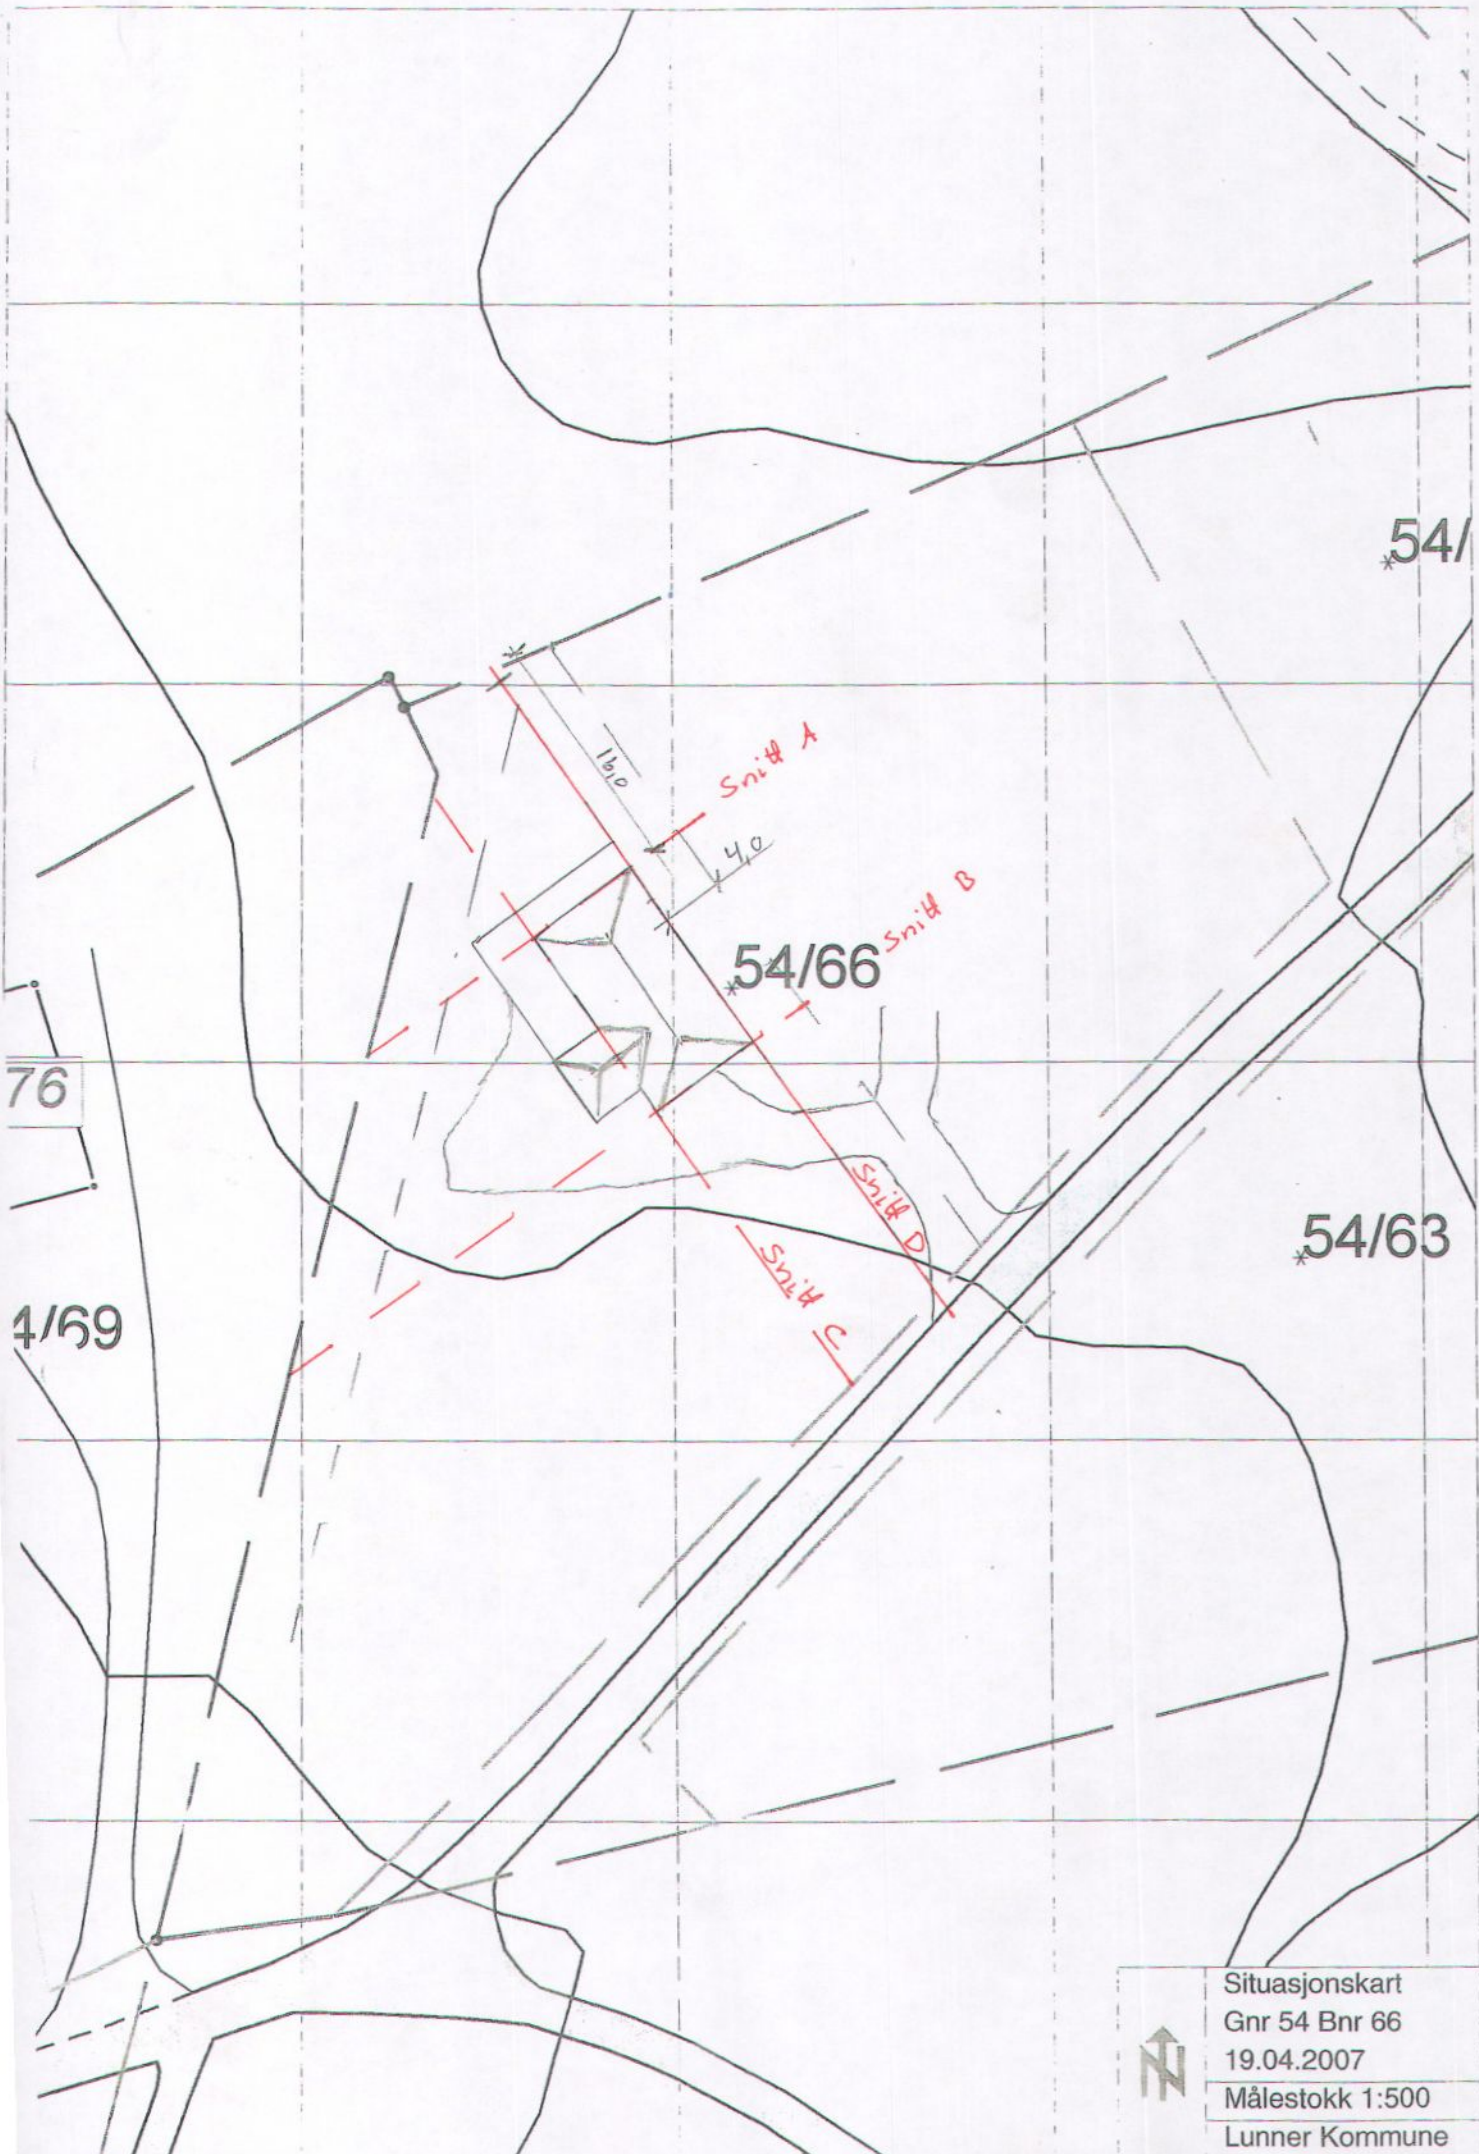 54/
16,0
Snitt A
4,0
Snitt B
54/66
76
Snitt D
54/63
Snitt C
4/69
Situasjonskart
Gnr 54 Bnr 66
19.04.2007
N
Målestokk 1:500
Lunner Kommune